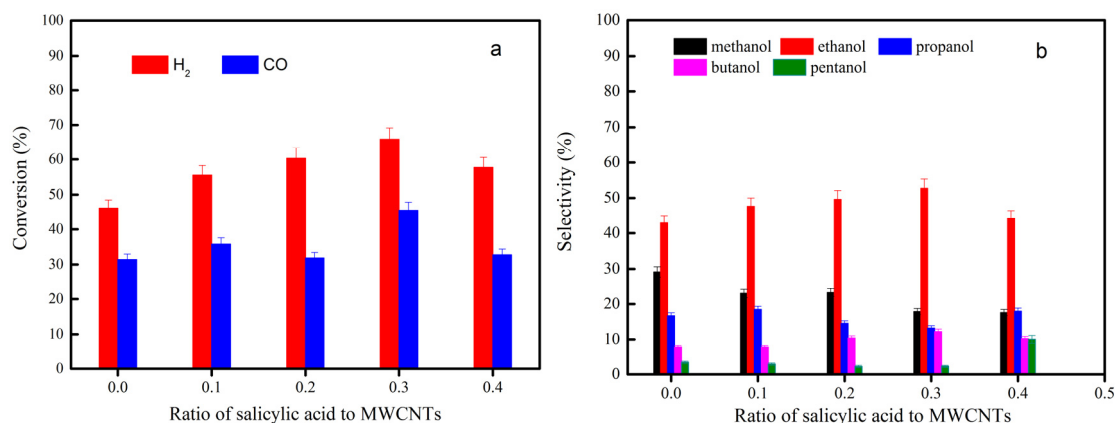 a
H2 CO
Conversion (%)
100
90
80
70
60
50
40
30
20
10
0
0.0 0.1 0.2 0.3 0.4
Ratio of salicylic acid to MWCNTs
b
methanol ethanol propanol
butanol pentanol
Selectivity (%)
100
90
80
70
60
50
40
30
20
10
0
0.0 0.1 0.2 0.3 0.4 0.5
Ratio of salicylic acid to MWCNTs